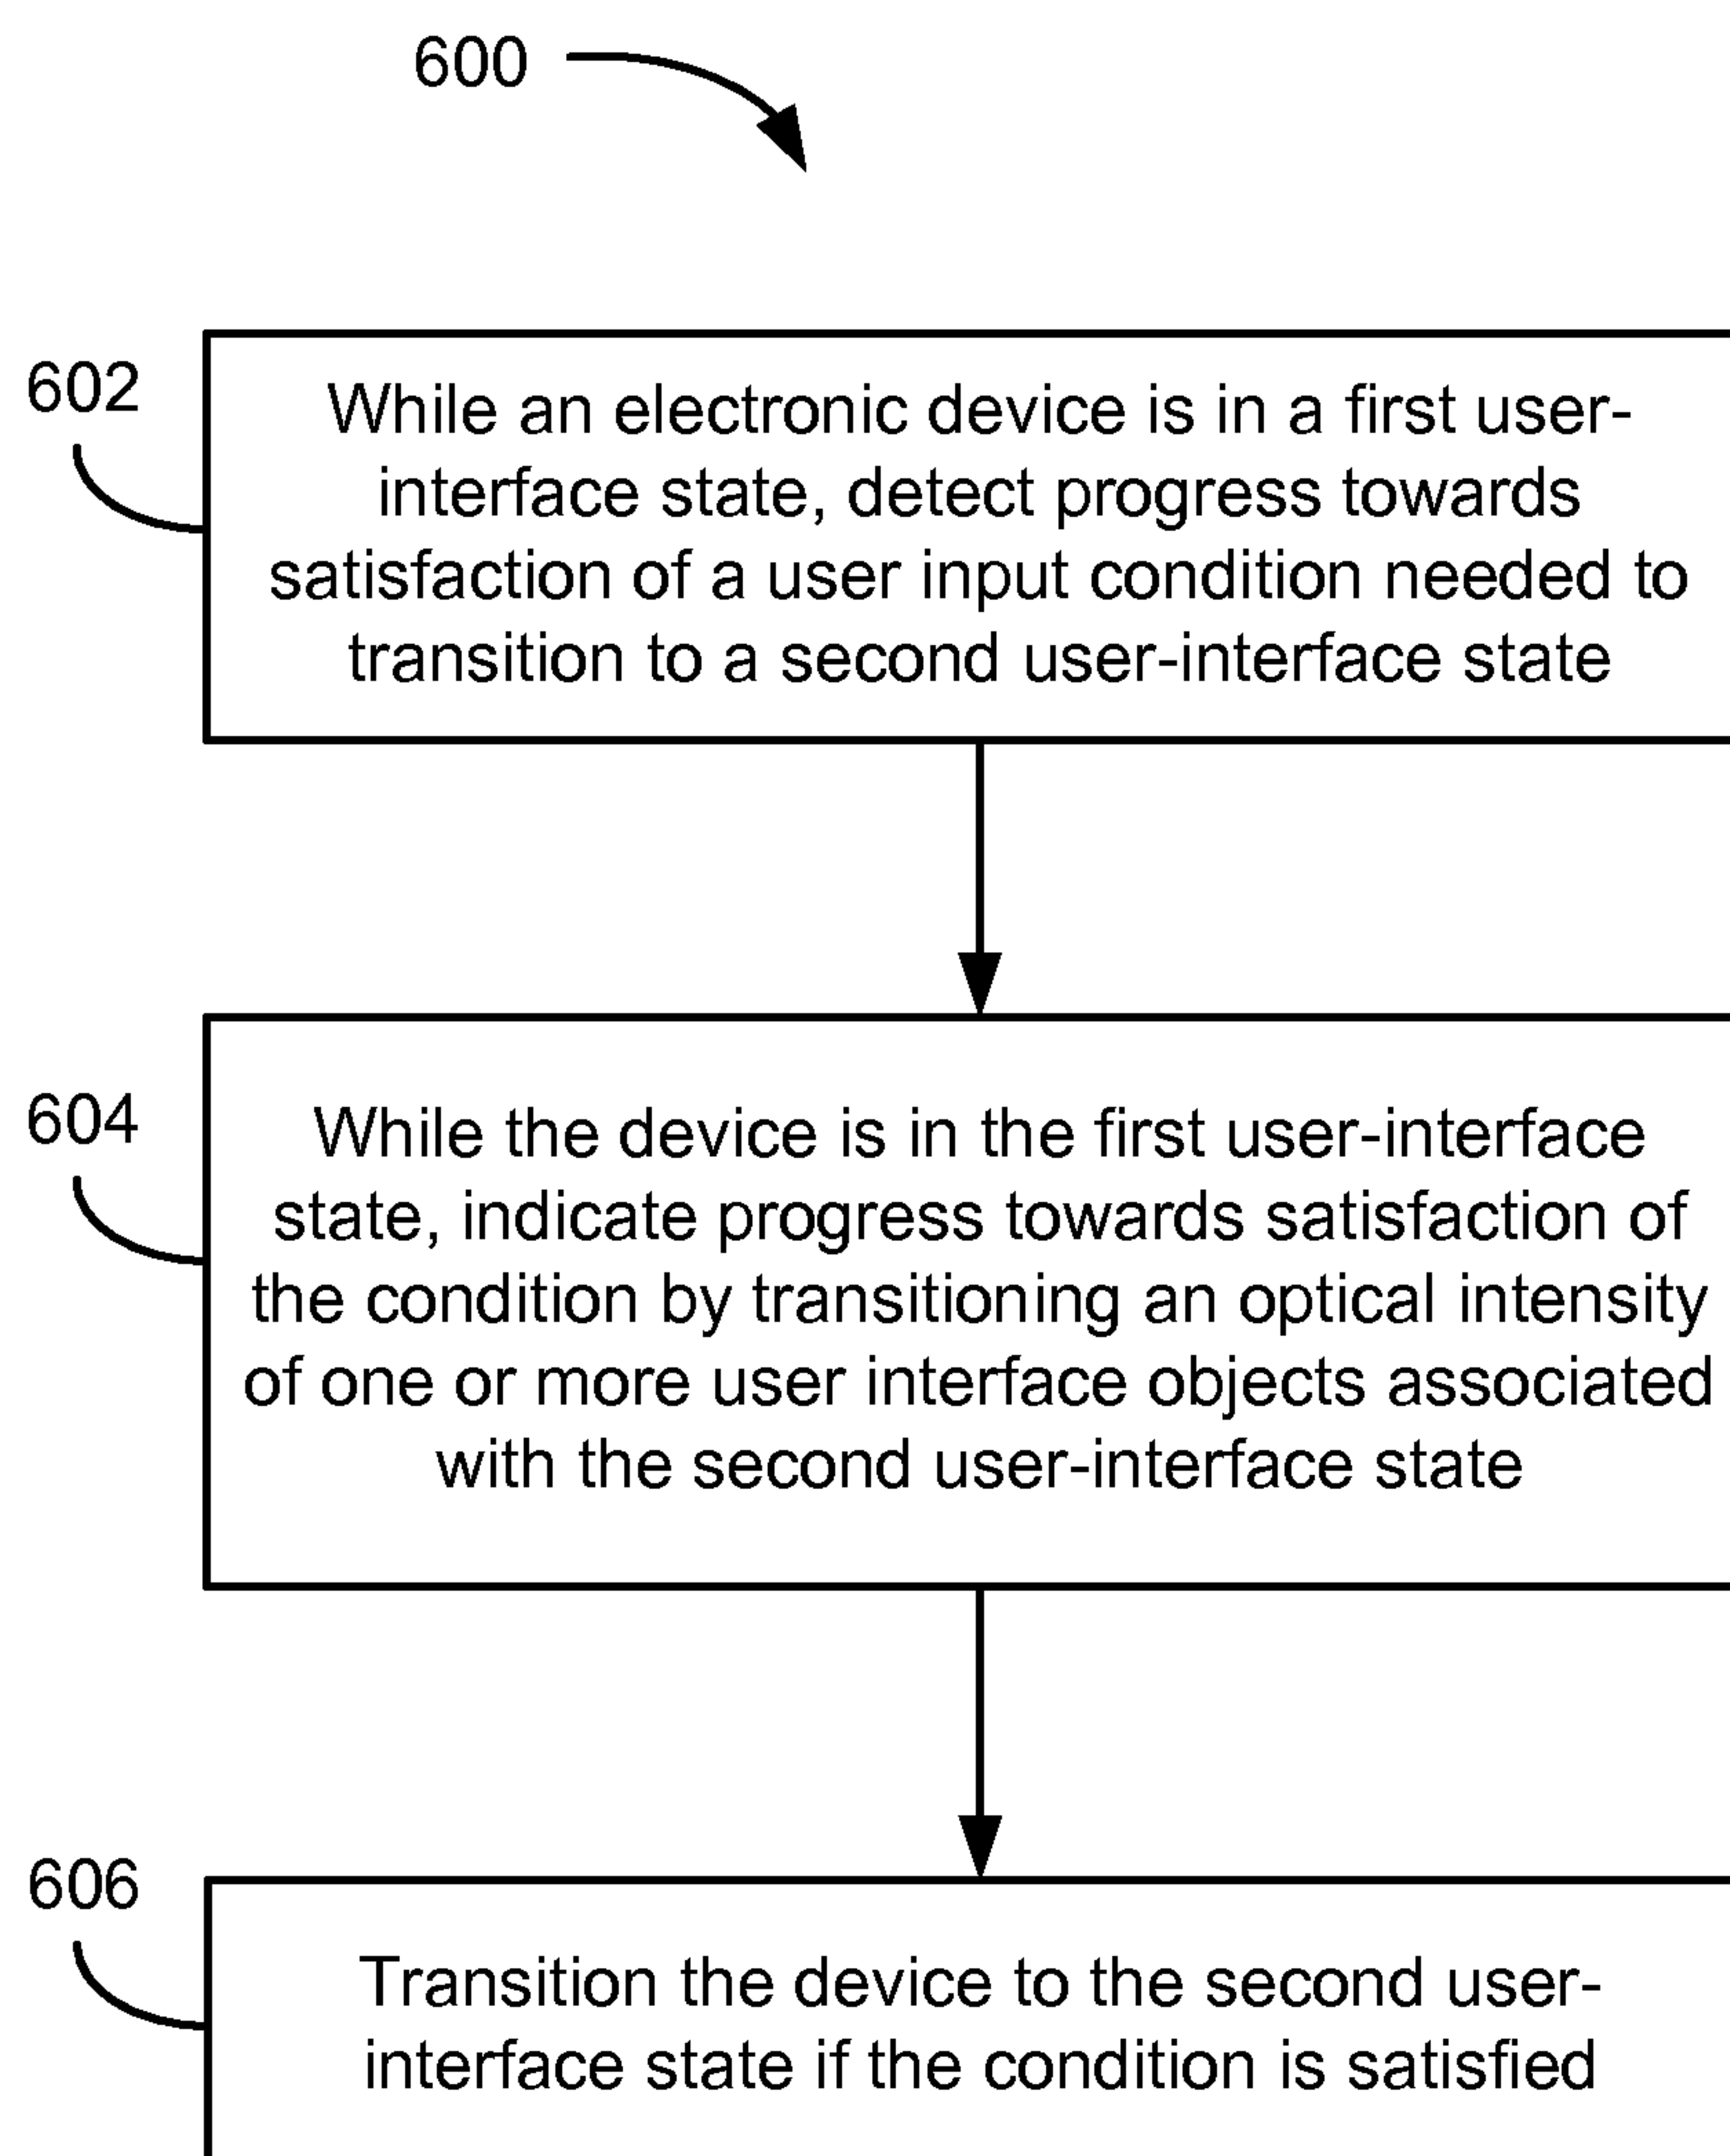 600
602
While an electronic device is in a first user-
interface state, detect progress towards
satisfaction of a user input condition needed to
transition to a second user-interface state
604
While the device is in the first user-interface
state, indicate progress towards satisfaction of
the condition by transitioning an optical intensity
of one or more user interface objects associated
with the second user-interface state
606
Transition the device to the second user-
interface state if the condition is satisfied